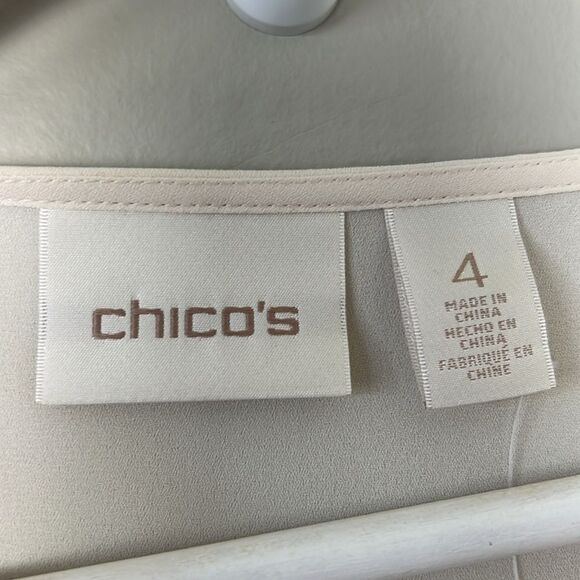 chico's
4
MADE IN
CHINA
HECHO EN
CHINA
FABRIQUÉ EN
CHINE